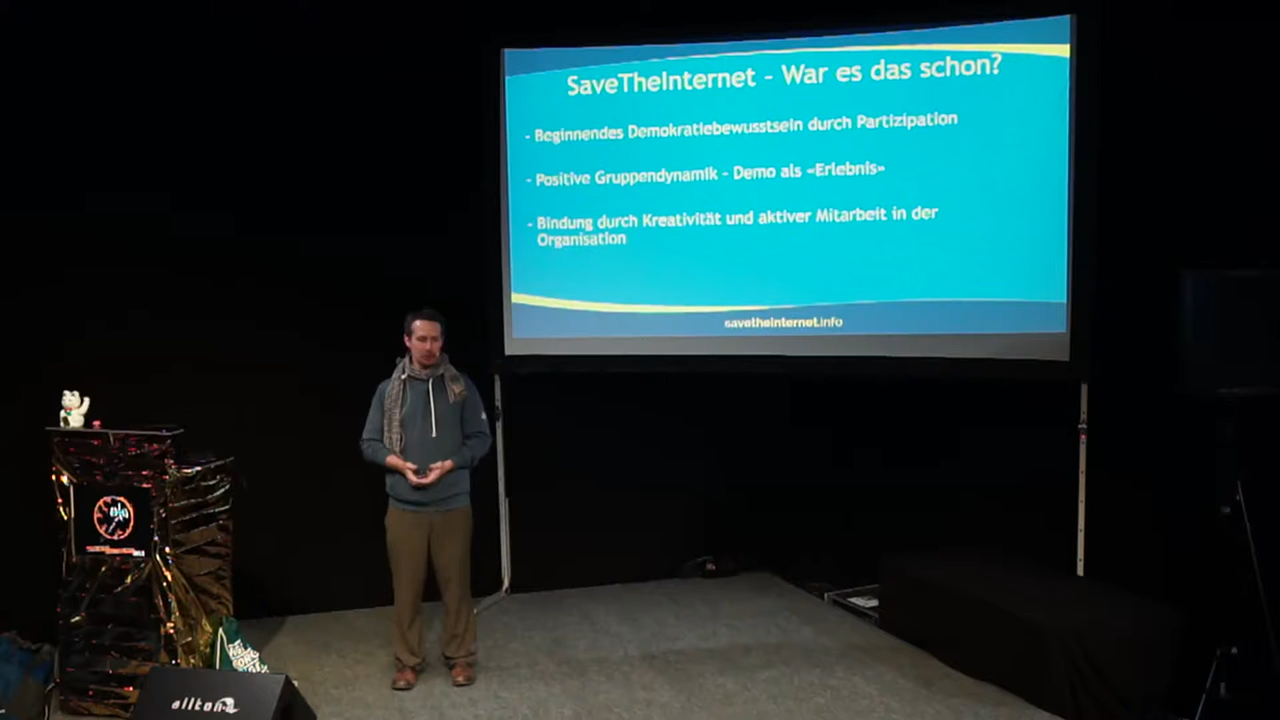 SaveTheInternet - War es das schon?
- Beginnendes Demokratiebewusstsein durch Partizipation
- Positive Gruppendynamik - Demo als «Erlebnis»
- Bindung durch Kreativität und aktiver Mitarbeit in der
Organisation
savetheinternet.info